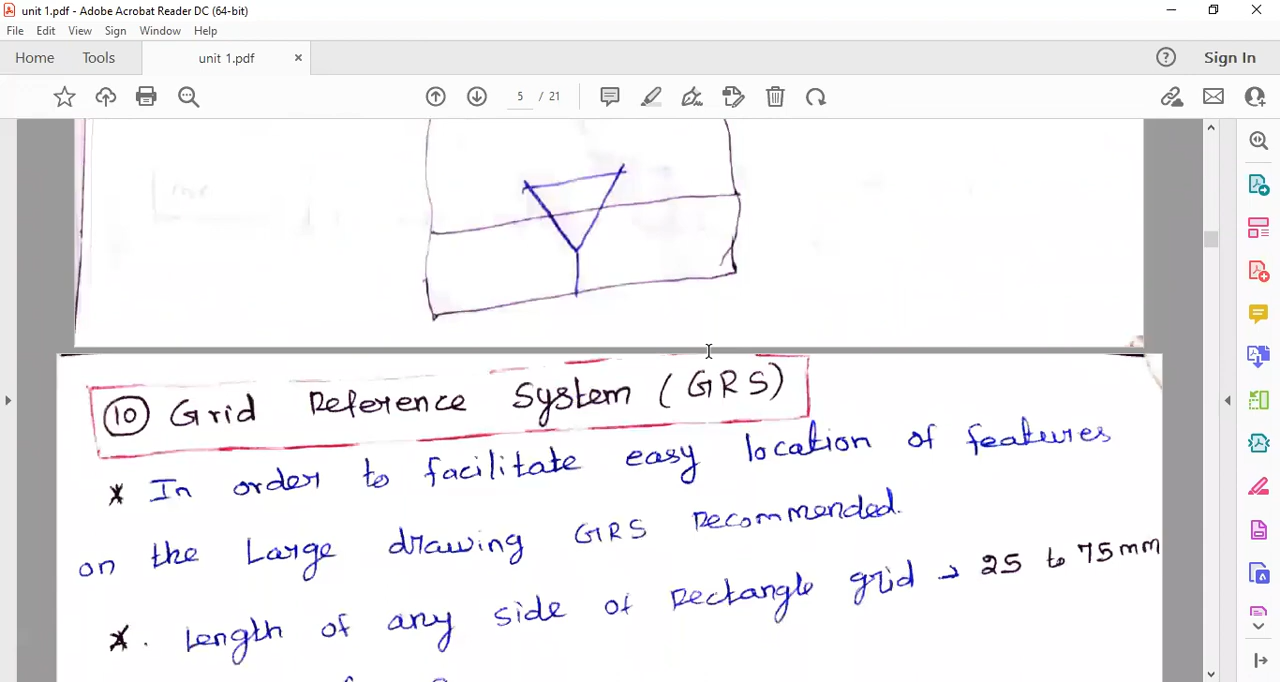 unit 1.pdf - Adobe Acrobat Reader DC (64-bit)
File Edit View Sign Window Help
Home Tools unit 1.pdf × Sign In
5 / 21
10 Grid Reference System (GRS)
* In order to facilitate easy location of features
on the Large drawing GRS Recommended.
*. Length of any side of Rectangle grid → 25 to 75mm